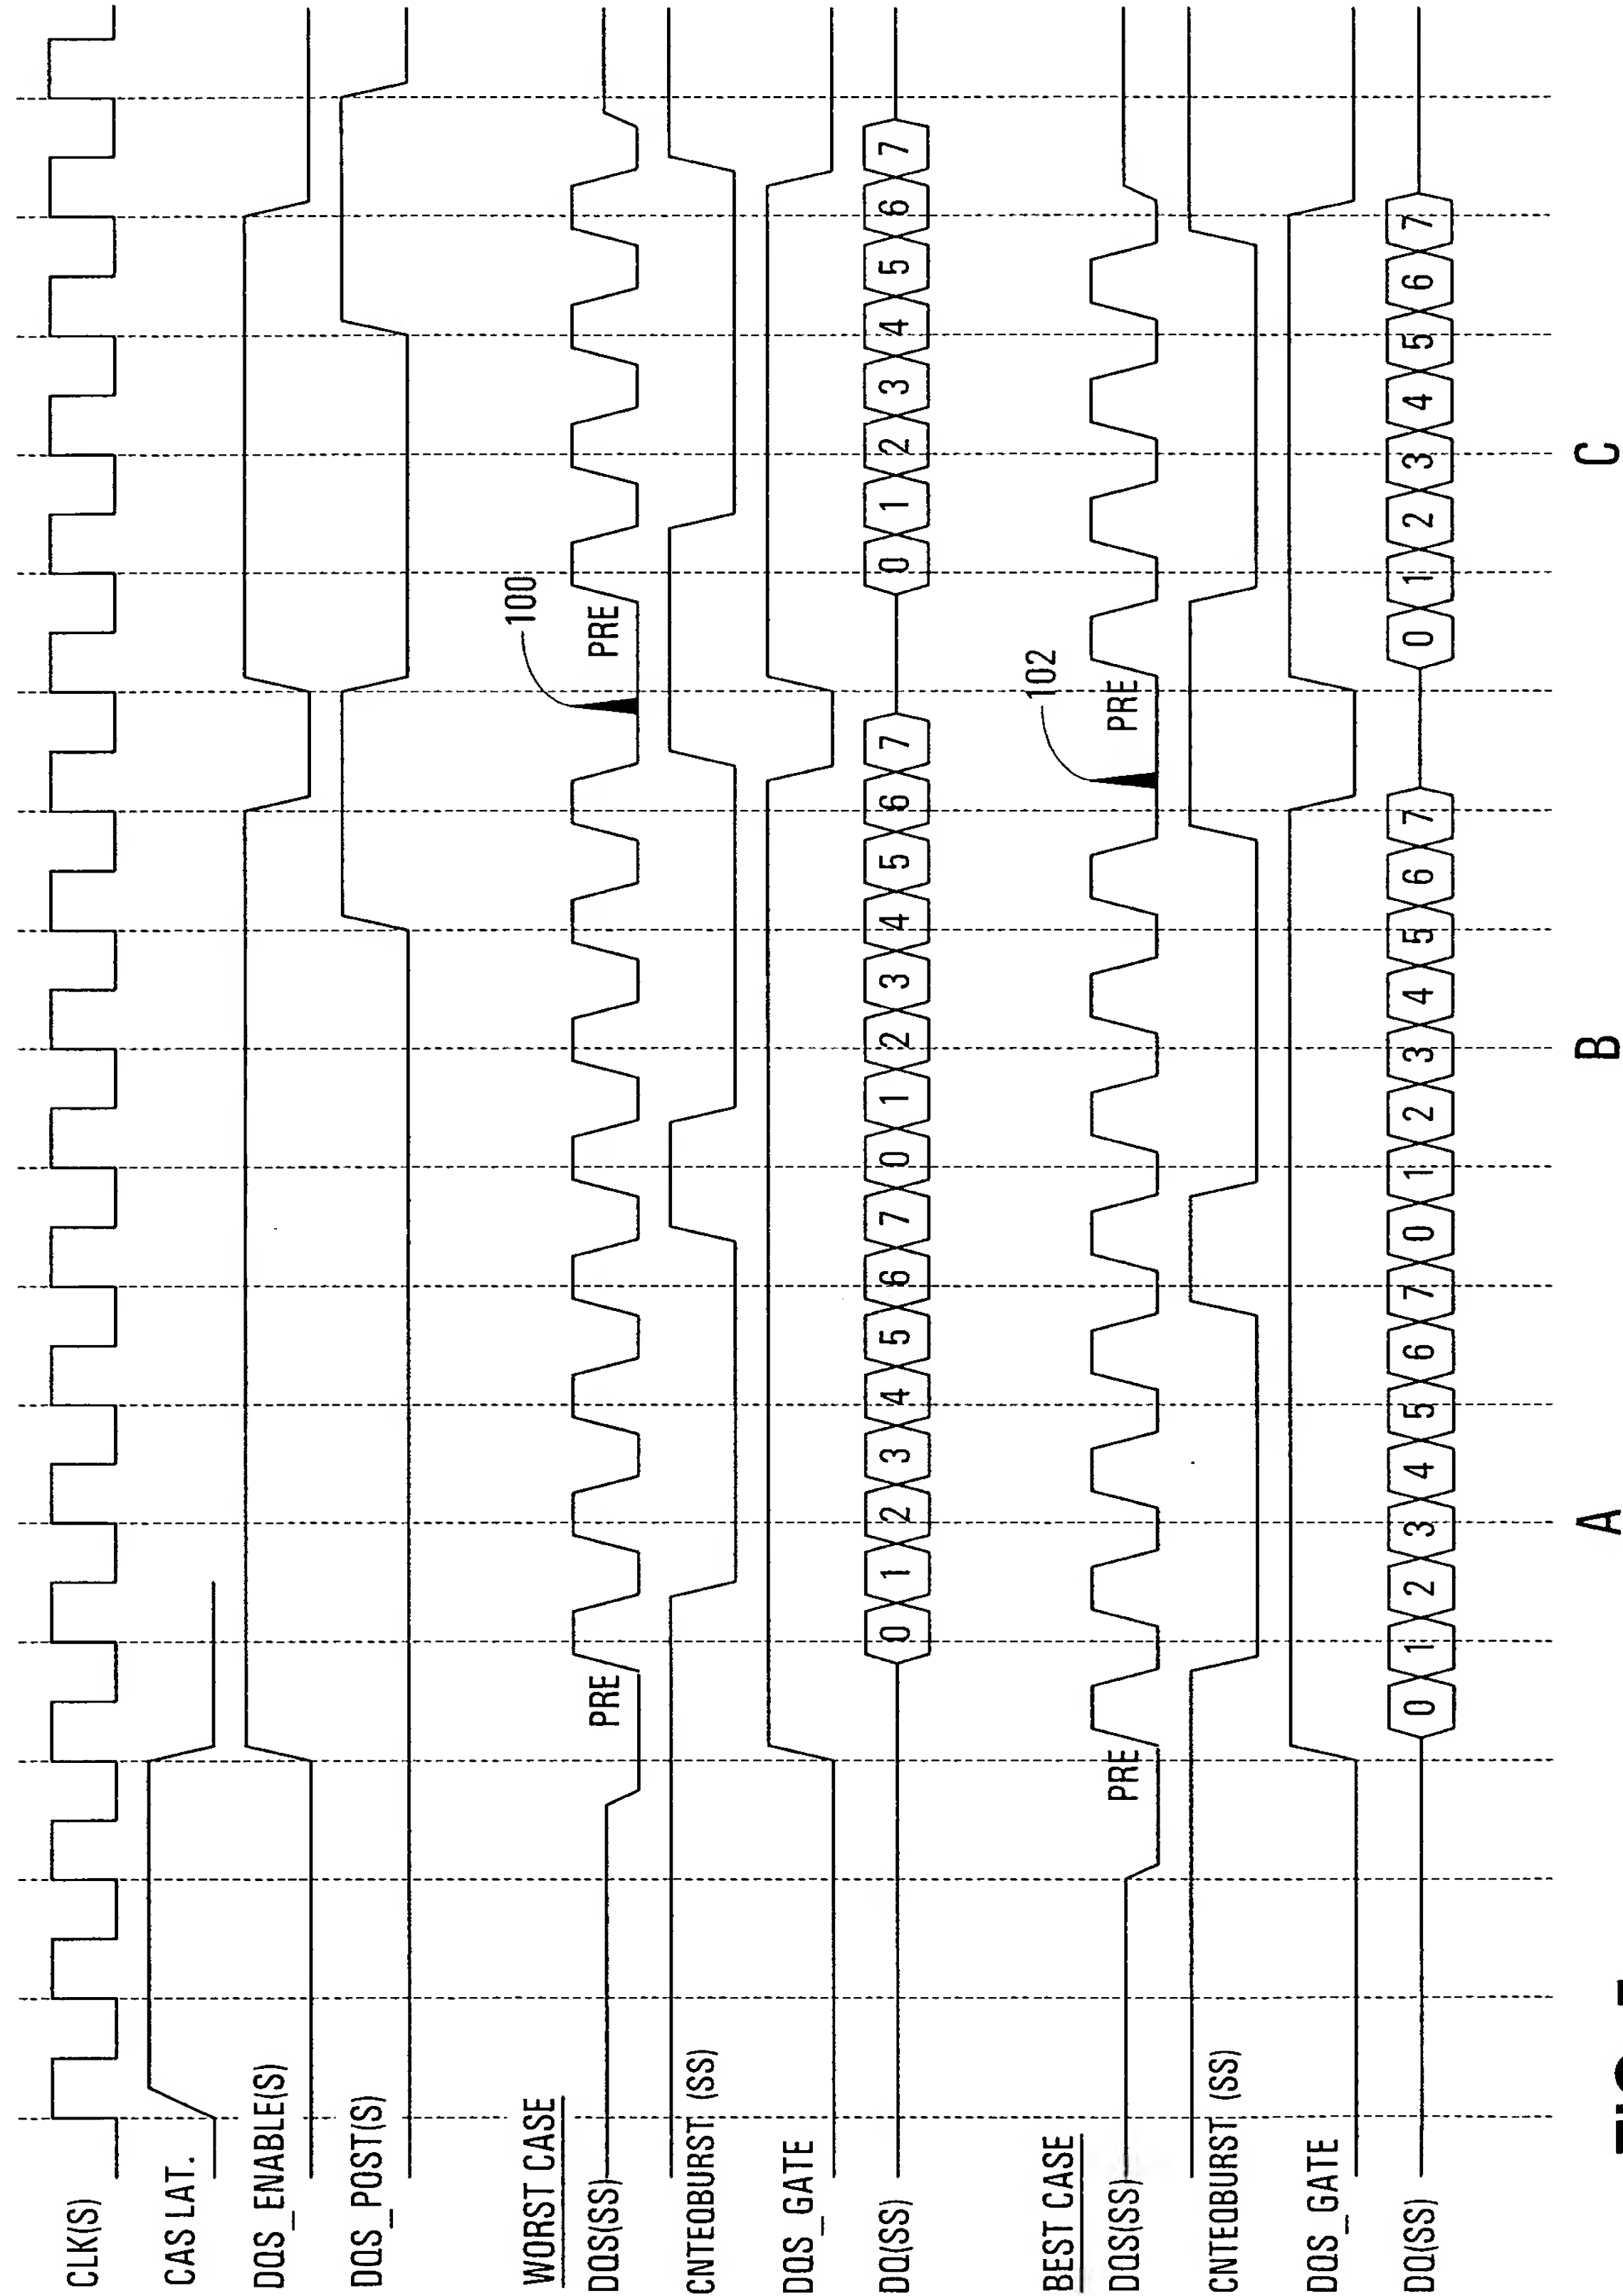 CLK(S)
CAS LAT.
DQS_ENABLE(S)
DQS_POST(S)
WORST CASE
100
DQS(SS) PRE PRE
CNTEQBURST (SS)
DQS_GATE
DQ(SS) 0 1 2 3 4 5 6 7 0 1 2 3 4 5 6 7 0 1 2 3 4 5 6 7
BEST CASE
102
DQS(SS) PRE PRE
CNTEQBURST (SS)
DQS_GATE
DQ(SS) 0 1 2 3 4 5 6 7 0 1 2 3 4 5 6 7 0 1 2 3 4 5 6 7
A B C